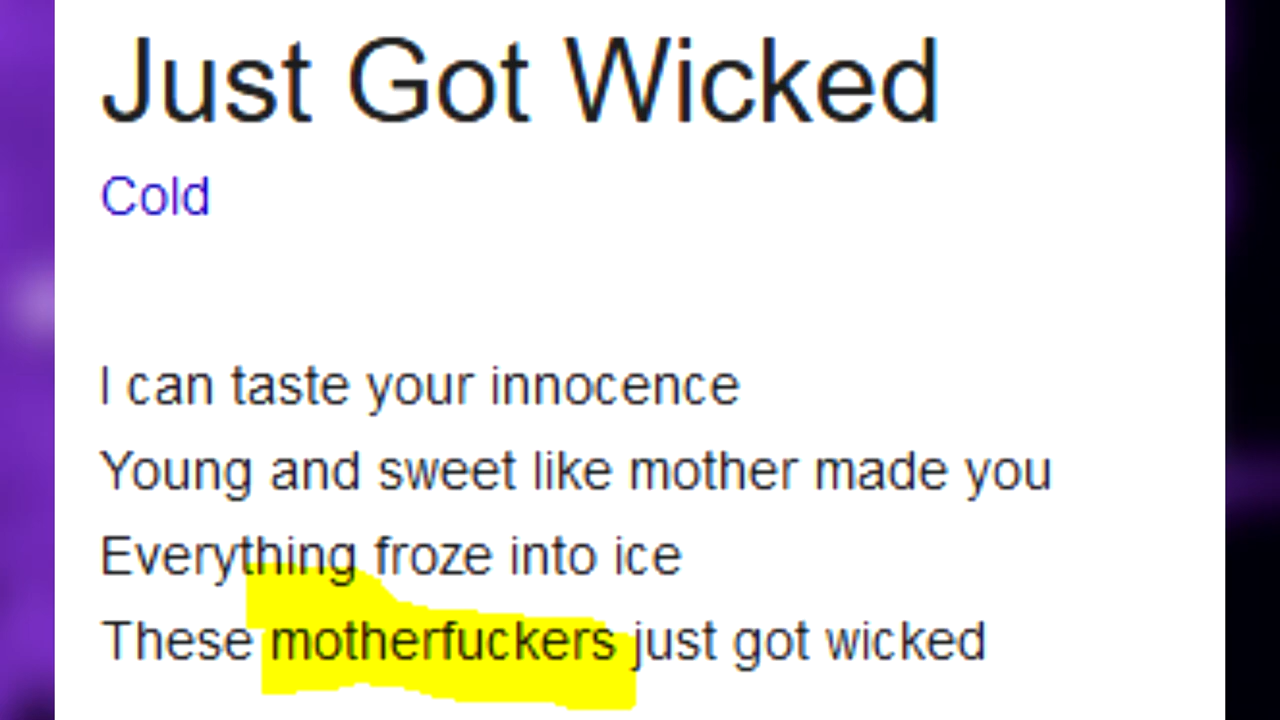 Just Got Wicked
Cold
I can taste your innocence
Young and sweet like mother made you
Everything froze into ice
These motherfuckers just got wicked